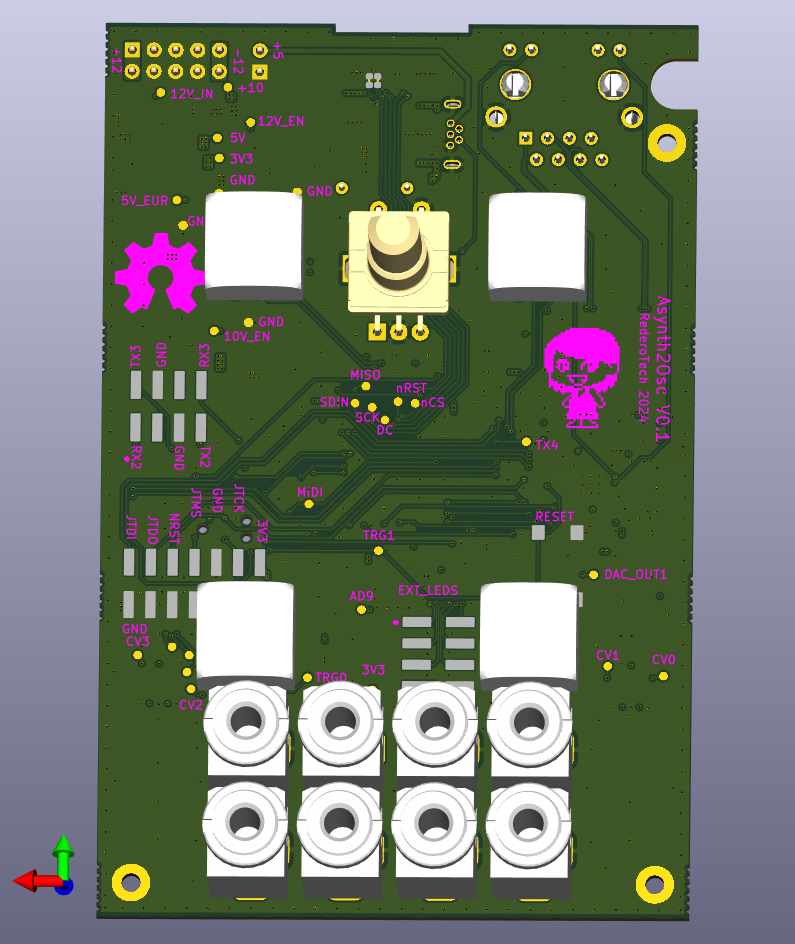 +12
-12
+5
12V_IN
+10
12V_EN
5V
3V3
GND
GND
5V_EUR
GN
GND
10V_EN
Asynth2Osc V0.1
RederoTech 2024
TX3
GND
RX3
MISO
nRST
SDIN
nCS
SCK
DC
RX2
GND
TX2
TX4
MiDI
JTMS
GND
JTCK
JTDI
JTDO
NRST
3V3
RESET
TRG1
DAC_OUT1
AD9
EXT_LEDS
GND
CV3
CV1
CV0
3V3
TRG0
CV2